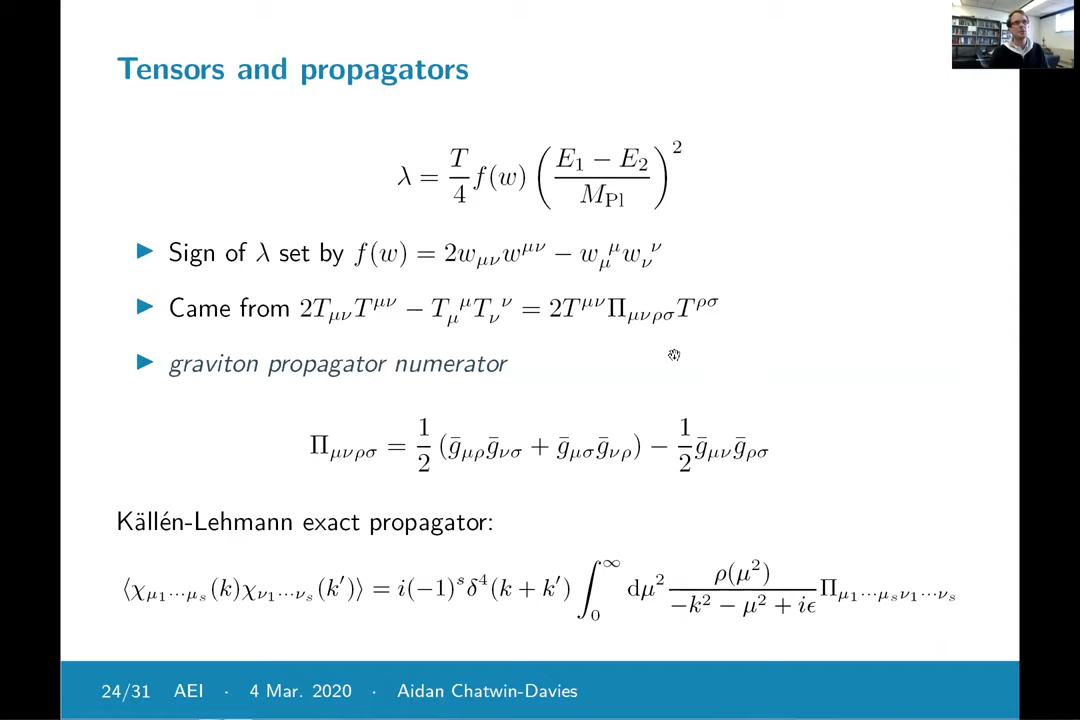 Tensors and propagators
λ = T/4 f(w) ((E₁ − E₂)/M_Pl)²
▶ Sign of λ set by f(w) = 2w_{μν}w^{μν} − w_μ^μ w_ν^ν
▶ Came from 2T_{μν}T^{μν} − T_μ^μ T_ν^ν = 2T^{μν}Π_{μνρσ}T^{ρσ}
▶ graviton propagator numerator
Π_{μνρσ} = 1/2 (ḡ_{μρ}ḡ_{νσ} + ḡ_{μσ}ḡ_{νρ}) − 1/2 ḡ_{μν}ḡ_{ρσ}
Källén-Lehmann exact propagator:
⟨χ_{μ₁⋯μ_s}(k)χ_{ν₁⋯ν_s}(k′)⟩ = i(−1)^s δ⁴(k + k′) ∫₀^∞ dμ² ρ(μ²)/(−k² − μ² + iϵ) Π_{μ₁⋯μ_sν₁⋯ν_s}
24/31 AEI · 4 Mar. 2020 · Aidan Chatwin-Davies